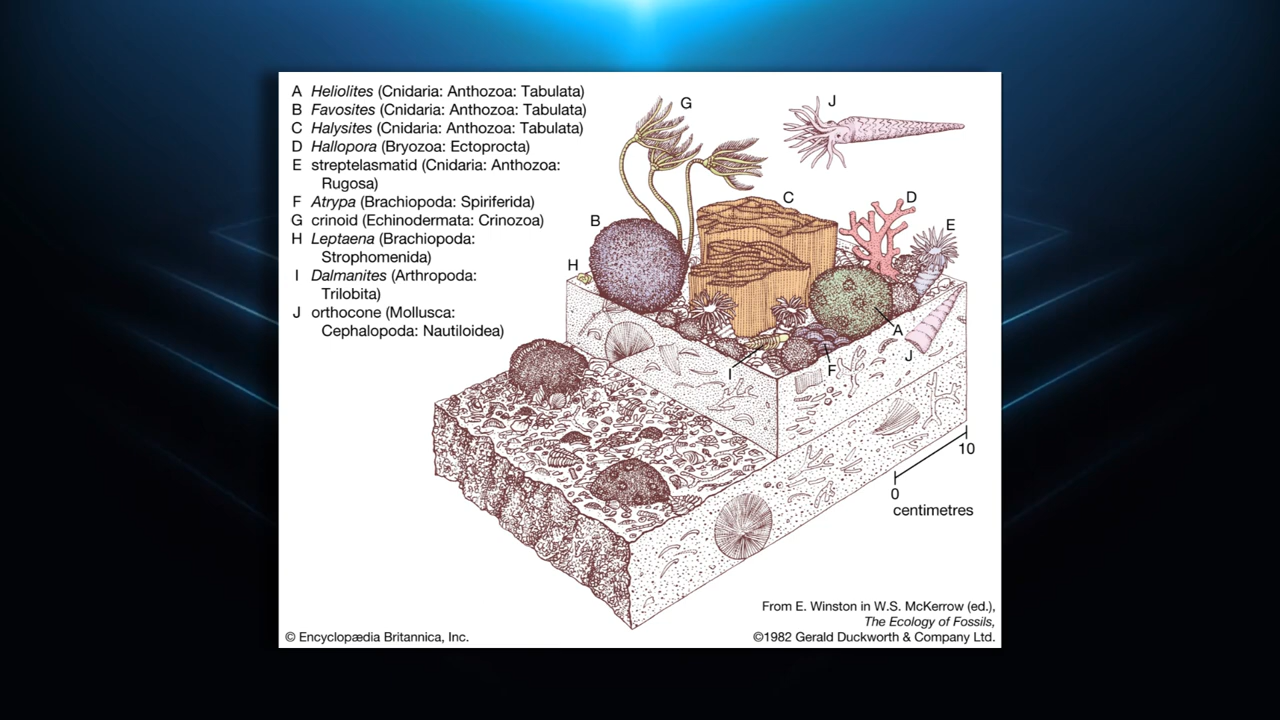 A Heliolites (Cnidaria: Anthozoa: Tabulata)
B Favosites (Cnidaria: Anthozoa: Tabulata)
C Halysites (Cnidaria: Anthozoa: Tabulata)
D Hallopora (Bryozoa: Ectoprocta)
E streptelasmatid (Cnidaria: Anthozoa:
Rugosa)
F Atrypa (Brachiopoda: Spiriferida)
G crinoid (Echinodermata: Crinozoa)
H Leptaena (Brachiopoda:
Strophomenida)
I Dalmanites (Arthropoda:
Trilobita)
J orthocone (Mollusca:
Cephalopoda: Nautiloidea)
G
J
C
D
B
E
H
A
J
I
F
10
0
centimetres
From E. Winston in W.S. McKerrow (ed.),
The Ecology of Fossils,
©1982 Gerald Duckworth & Company Ltd.
© Encyclopædia Britannica, Inc.